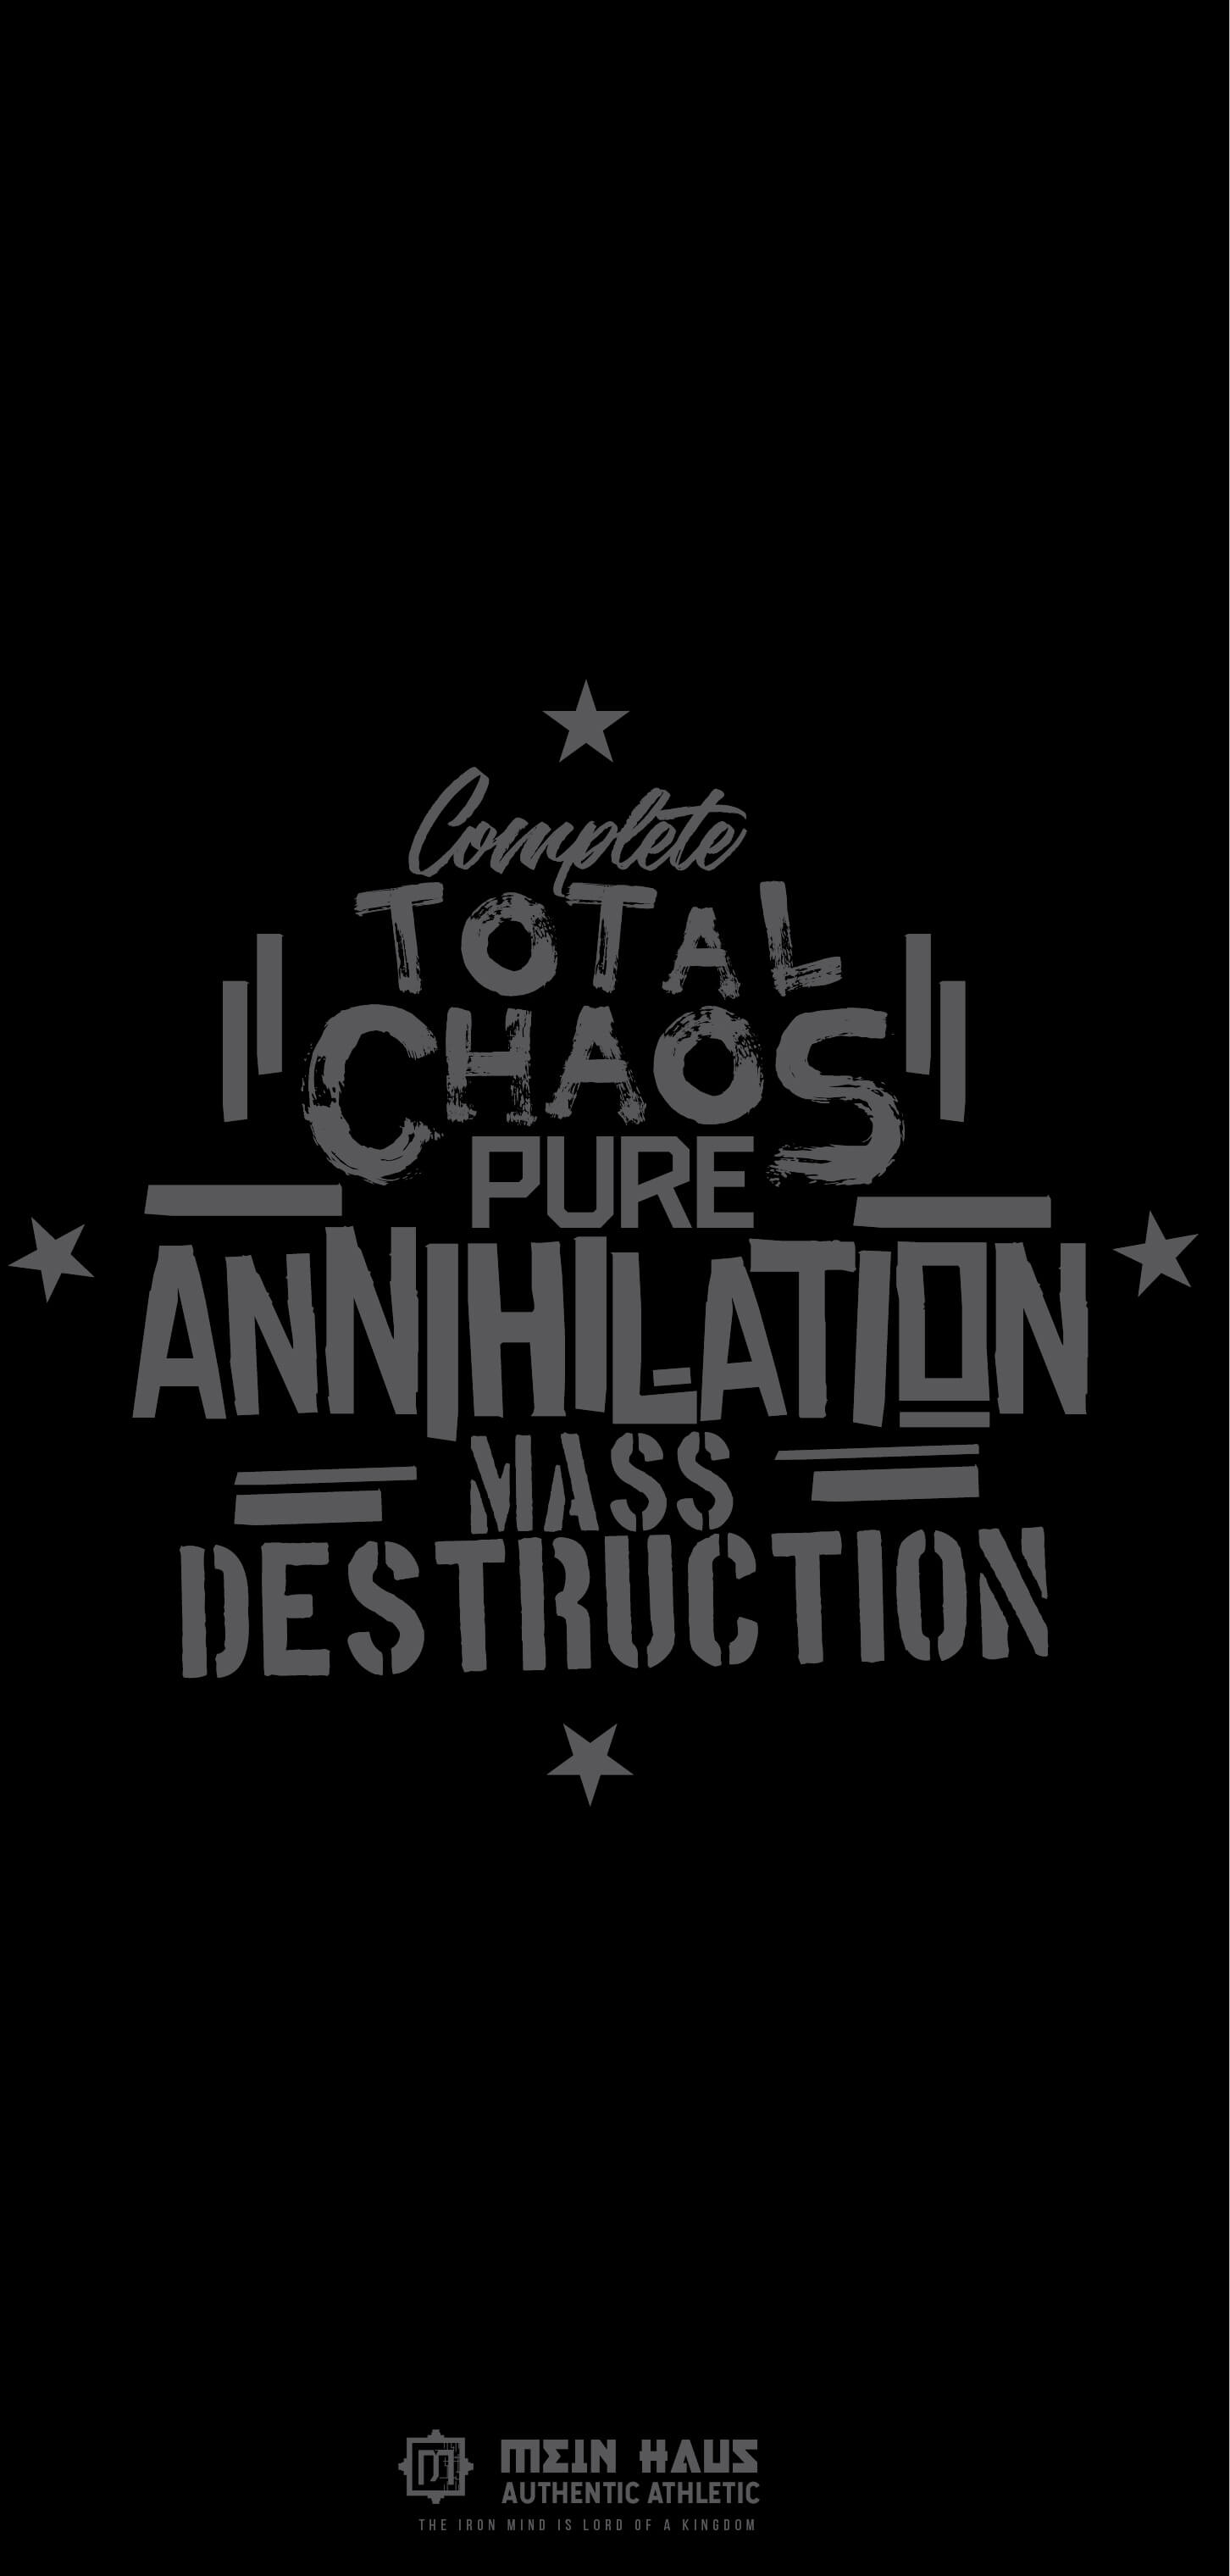 Complete
TOTAL
CHAOS
PURE
ANNIHILATION
MASS
DESTRUCTION
MEIN HAUS
AUTHENTIC ATHLETIC
THE IRON MIND IS LORD OF A KINGDOM